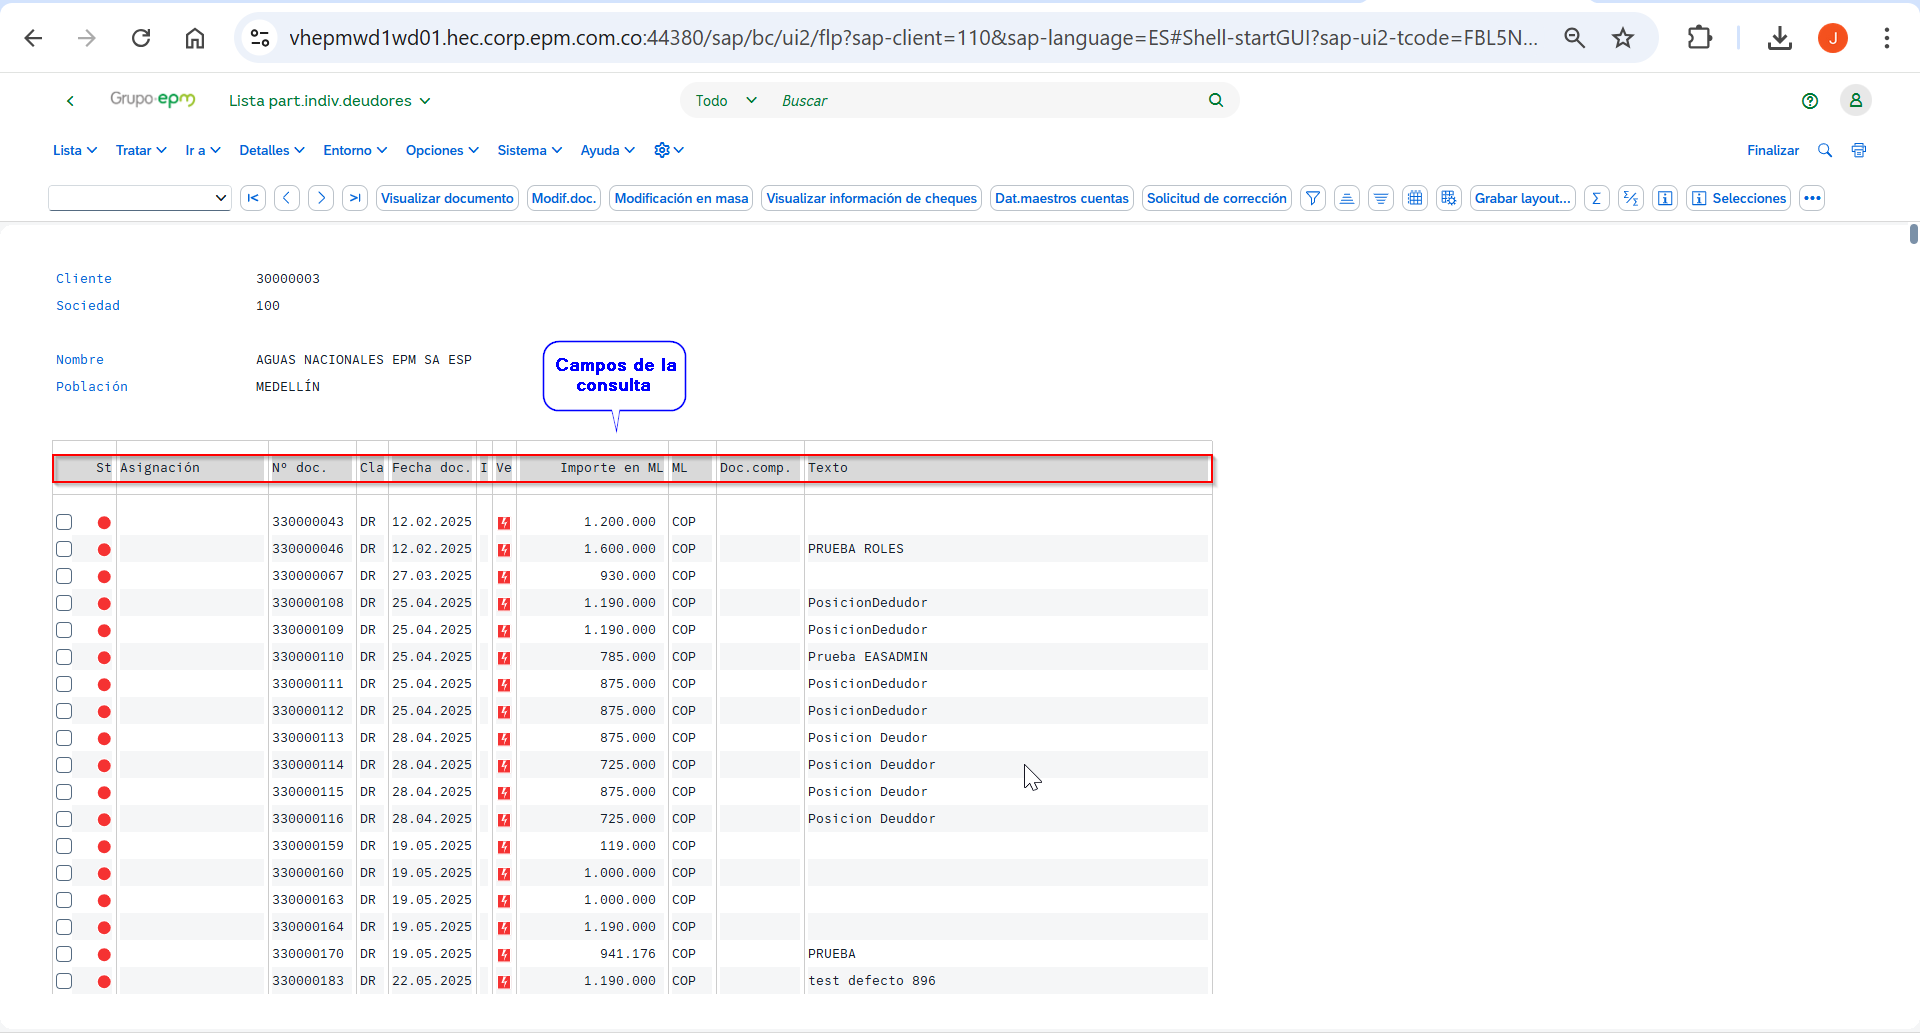 vhepmwd1wd01.hec.corp.epm.com.co:44380/sap/bc/ui2/flp?sap-client=110&sap-language=ES#Shell-startGUI?sap-ui2-tcode=FBL5N...
J
Grupo·epm
Lista part.indiv.deudores
Todo
Buscar
Lista
Tratar
Ir a
Detalles
Entorno
Opciones
Sistema
Ayuda
Finalizar
Visualizar documento
Modif.doc.
Modificación en masa
Visualizar información de cheques
Dat.maestros cuentas
Solicitud de corrección
Grabar layout...
Selecciones
Cliente 30000003
Sociedad 100
Nombre AGUAS NACIONALES EPM SA ESP
Población MEDELLÍN
Campos de la
consulta
St Asignación Nº doc. Cla Fecha doc. I Ve Importe en ML ML Doc.comp. Texto
330000043 DR 12.02.2025 1.200.000 COP
330000046 DR 12.02.2025 1.600.000 COP PRUEBA ROLES
330000067 DR 27.03.2025 930.000 COP
330000108 DR 25.04.2025 1.190.000 COP PosicionDedudor
330000109 DR 25.04.2025 1.190.000 COP PosicionDedudor
330000110 DR 25.04.2025 785.000 COP Prueba EASADMIN
330000111 DR 25.04.2025 875.000 COP PosicionDedudor
330000112 DR 25.04.2025 875.000 COP PosicionDedudor
330000113 DR 28.04.2025 875.000 COP Posicion Deudor
330000114 DR 28.04.2025 725.000 COP Posicion Deuddor
330000115 DR 28.04.2025 875.000 COP Posicion Deudor
330000116 DR 28.04.2025 725.000 COP Posicion Deuddor
330000159 DR 19.05.2025 119.000 COP
330000160 DR 19.05.2025 1.000.000 COP
330000163 DR 19.05.2025 1.000.000 COP
330000164 DR 19.05.2025 1.190.000 COP
330000170 DR 19.05.2025 941.176 COP PRUEBA
330000183 DR 22.05.2025 1.190.000 COP test defecto 896